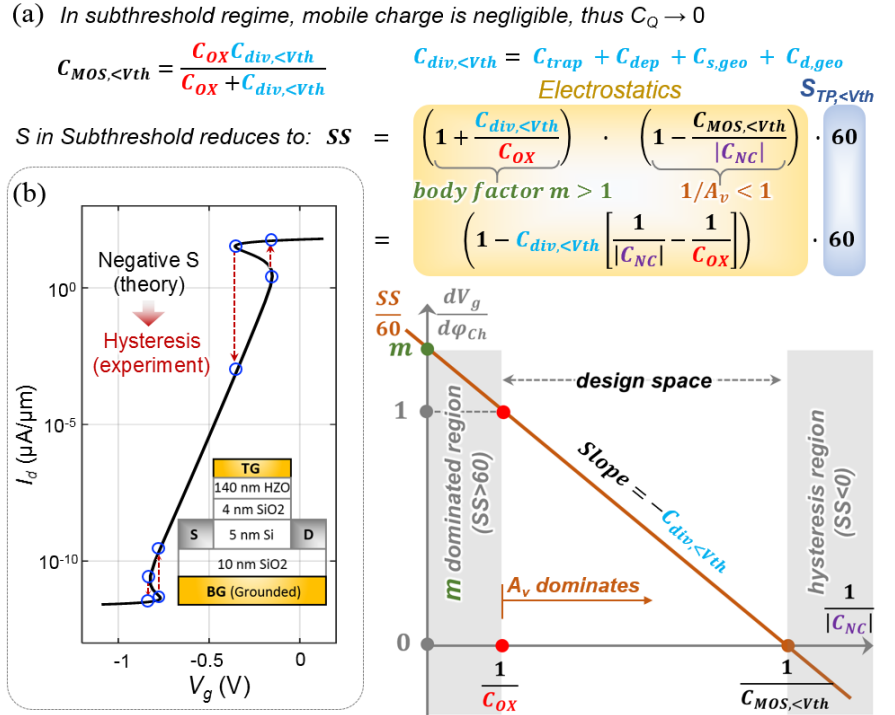 (a) In subthreshold regime, mobile charge is negligible, thus C_Q → 0
C_MOS,<Vth = C_OX C_div,<Vth / (C_OX + C_div,<Vth)
C_div,<Vth = C_trap + C_dep + C_s,geo + C_d,geo
Electrostatics
S_TP,<Vth
S in Subthreshold reduces to: SS = (1 + C_div,<Vth / C_OX) · (1 − C_MOS,<Vth / |C_NC|) · 60
body factor m > 1
1/A_v < 1
= (1 − C_div,<Vth [1/|C_NC| − 1/C_OX]) · 60
(b)
Negative S
(theory)
Hysteresis
(experiment)
10^0
10^-5
10^-10
I_d (µA/µm)
-1
-0.5
0
V_g (V)
TG
140 nm HZO
4 nm SiO2
S
5 nm Si
D
10 nm SiO2
BG (Grounded)
SS/60
dV_g/dφ_Ch
m
1
0
design space
m dominated region
(SS>60)
Slope = −C_div,<Vth
hysteresis region
(SS<0)
A_v dominates
1/|C_NC|
1/C_OX
1/C_MOS,<Vth